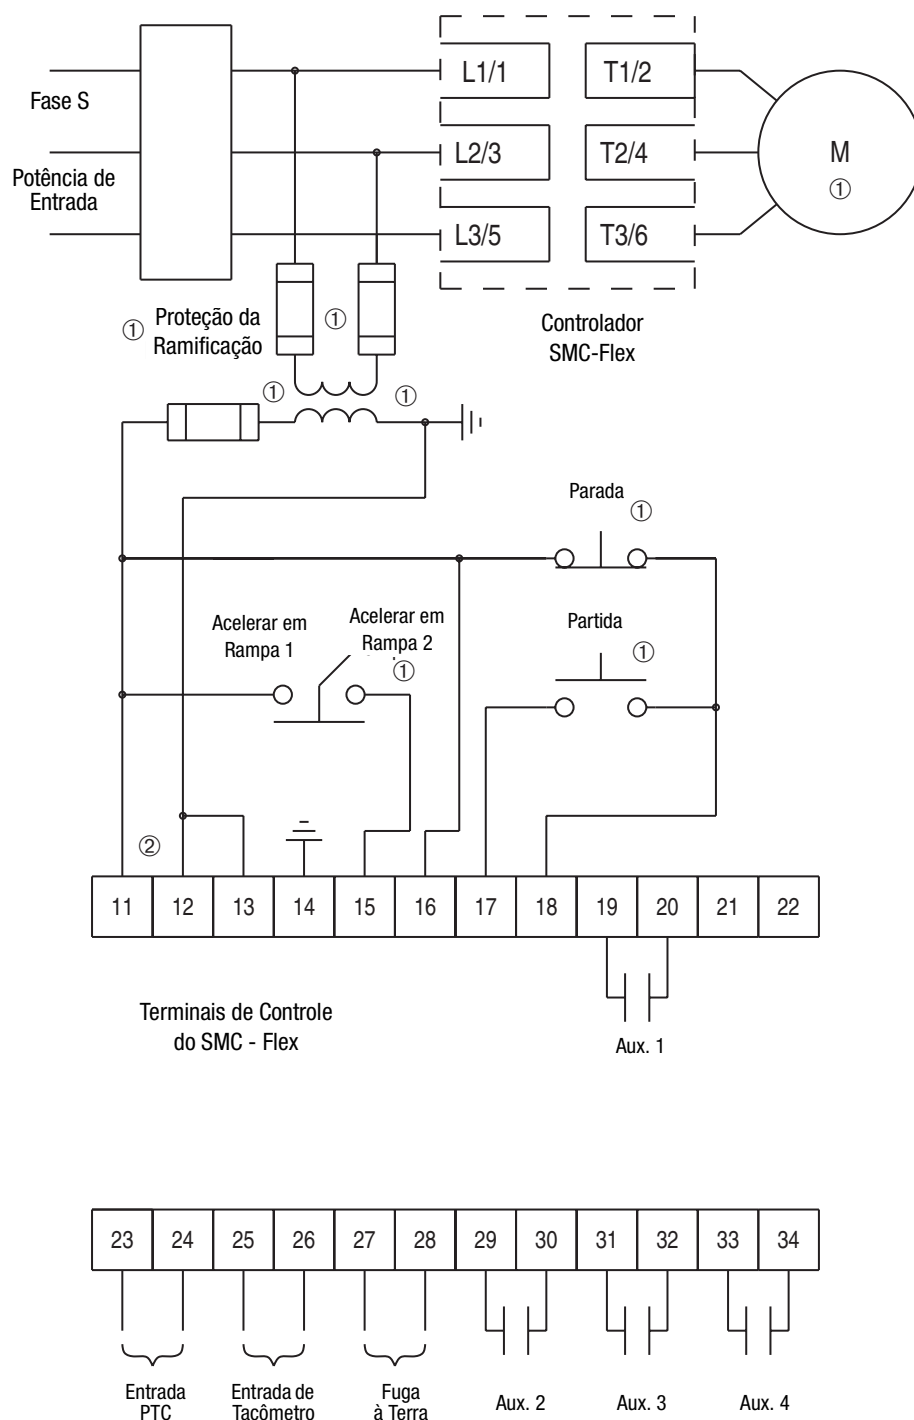 Fase S
Potência de
Entrada
L1/1
T1/2
L2/3
T2/4
L3/5
T3/6
M
①
① Proteção da
Ramificação
①
Controlador
SMC-Flex
①
①
Parada
①
Acelerar em
Rampa 1
Acelerar em
Rampa 2
①
Partida
①
②
11 12 13 14 15 16 17 18 19 20 21 22
Terminais de Controle
do SMC - Flex
Aux. 1
23 24 25 26 27 28 29 30 31 32 33 34
Entrada
PTC
Entrada de
Tacômetro
Fuga
à Terra
Aux. 2
Aux. 3
Aux. 4